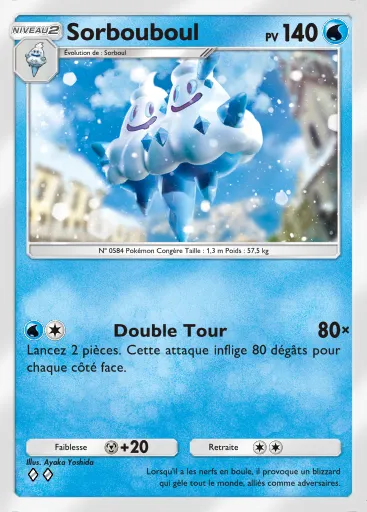 NIVEAU2 Sorbouboul PV 140
Évolution de : Sorboul
N° 0584 Pokémon Congère Taille : 1,3 m Poids : 57,5 kg
Double Tour 80×
Lancez 2 pièces. Cette attaque inflige 80 dégâts pour
chaque côté face.
Faiblesse +20 Retraite
Illus. Ayaka Yoshida
Lorsqu'il a les nerfs en boule, il provoque un blizzard
qui gèle tout le monde, alliés comme adversaires.